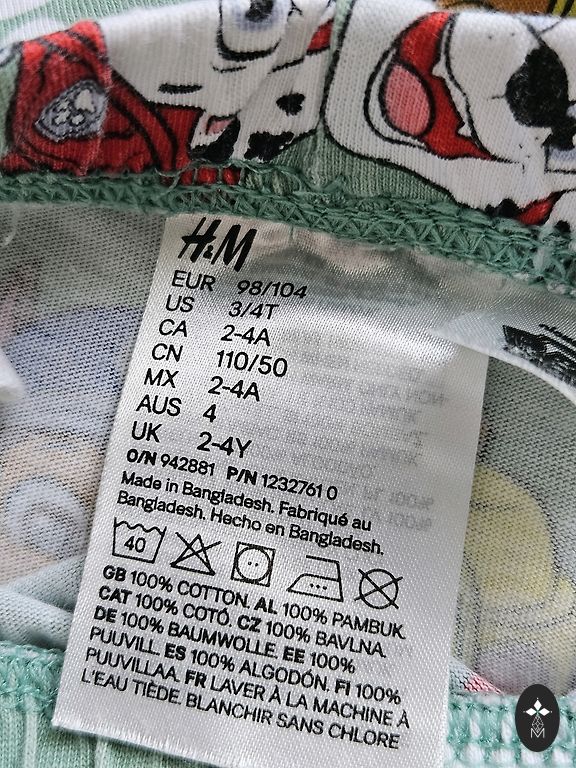 H&M
EUR 98/104
US 3/4T
CA 2-4A
CN 110/50
MX 2-4A
AUS 4
UK 2-4Y
O/N 942881 P/N 1232761 0
Made in Bangladesh. Fabriqué au
Bangladesh. Hecho en Bangladesh.
40
GB 100% COTTON. AL 100% PAMBUK.
CAT 100% COTÓ. CZ 100% BAVLNA.
DE 100% BAUMWOLLE. EE 100%
PUUVILL. ES 100% ALGODÓN. FI 100%
PUUVILLAA. FR LAVER À LA MACHINE À
L'EAU TIÈDE. BLANCHIR SANS CHLORE
M